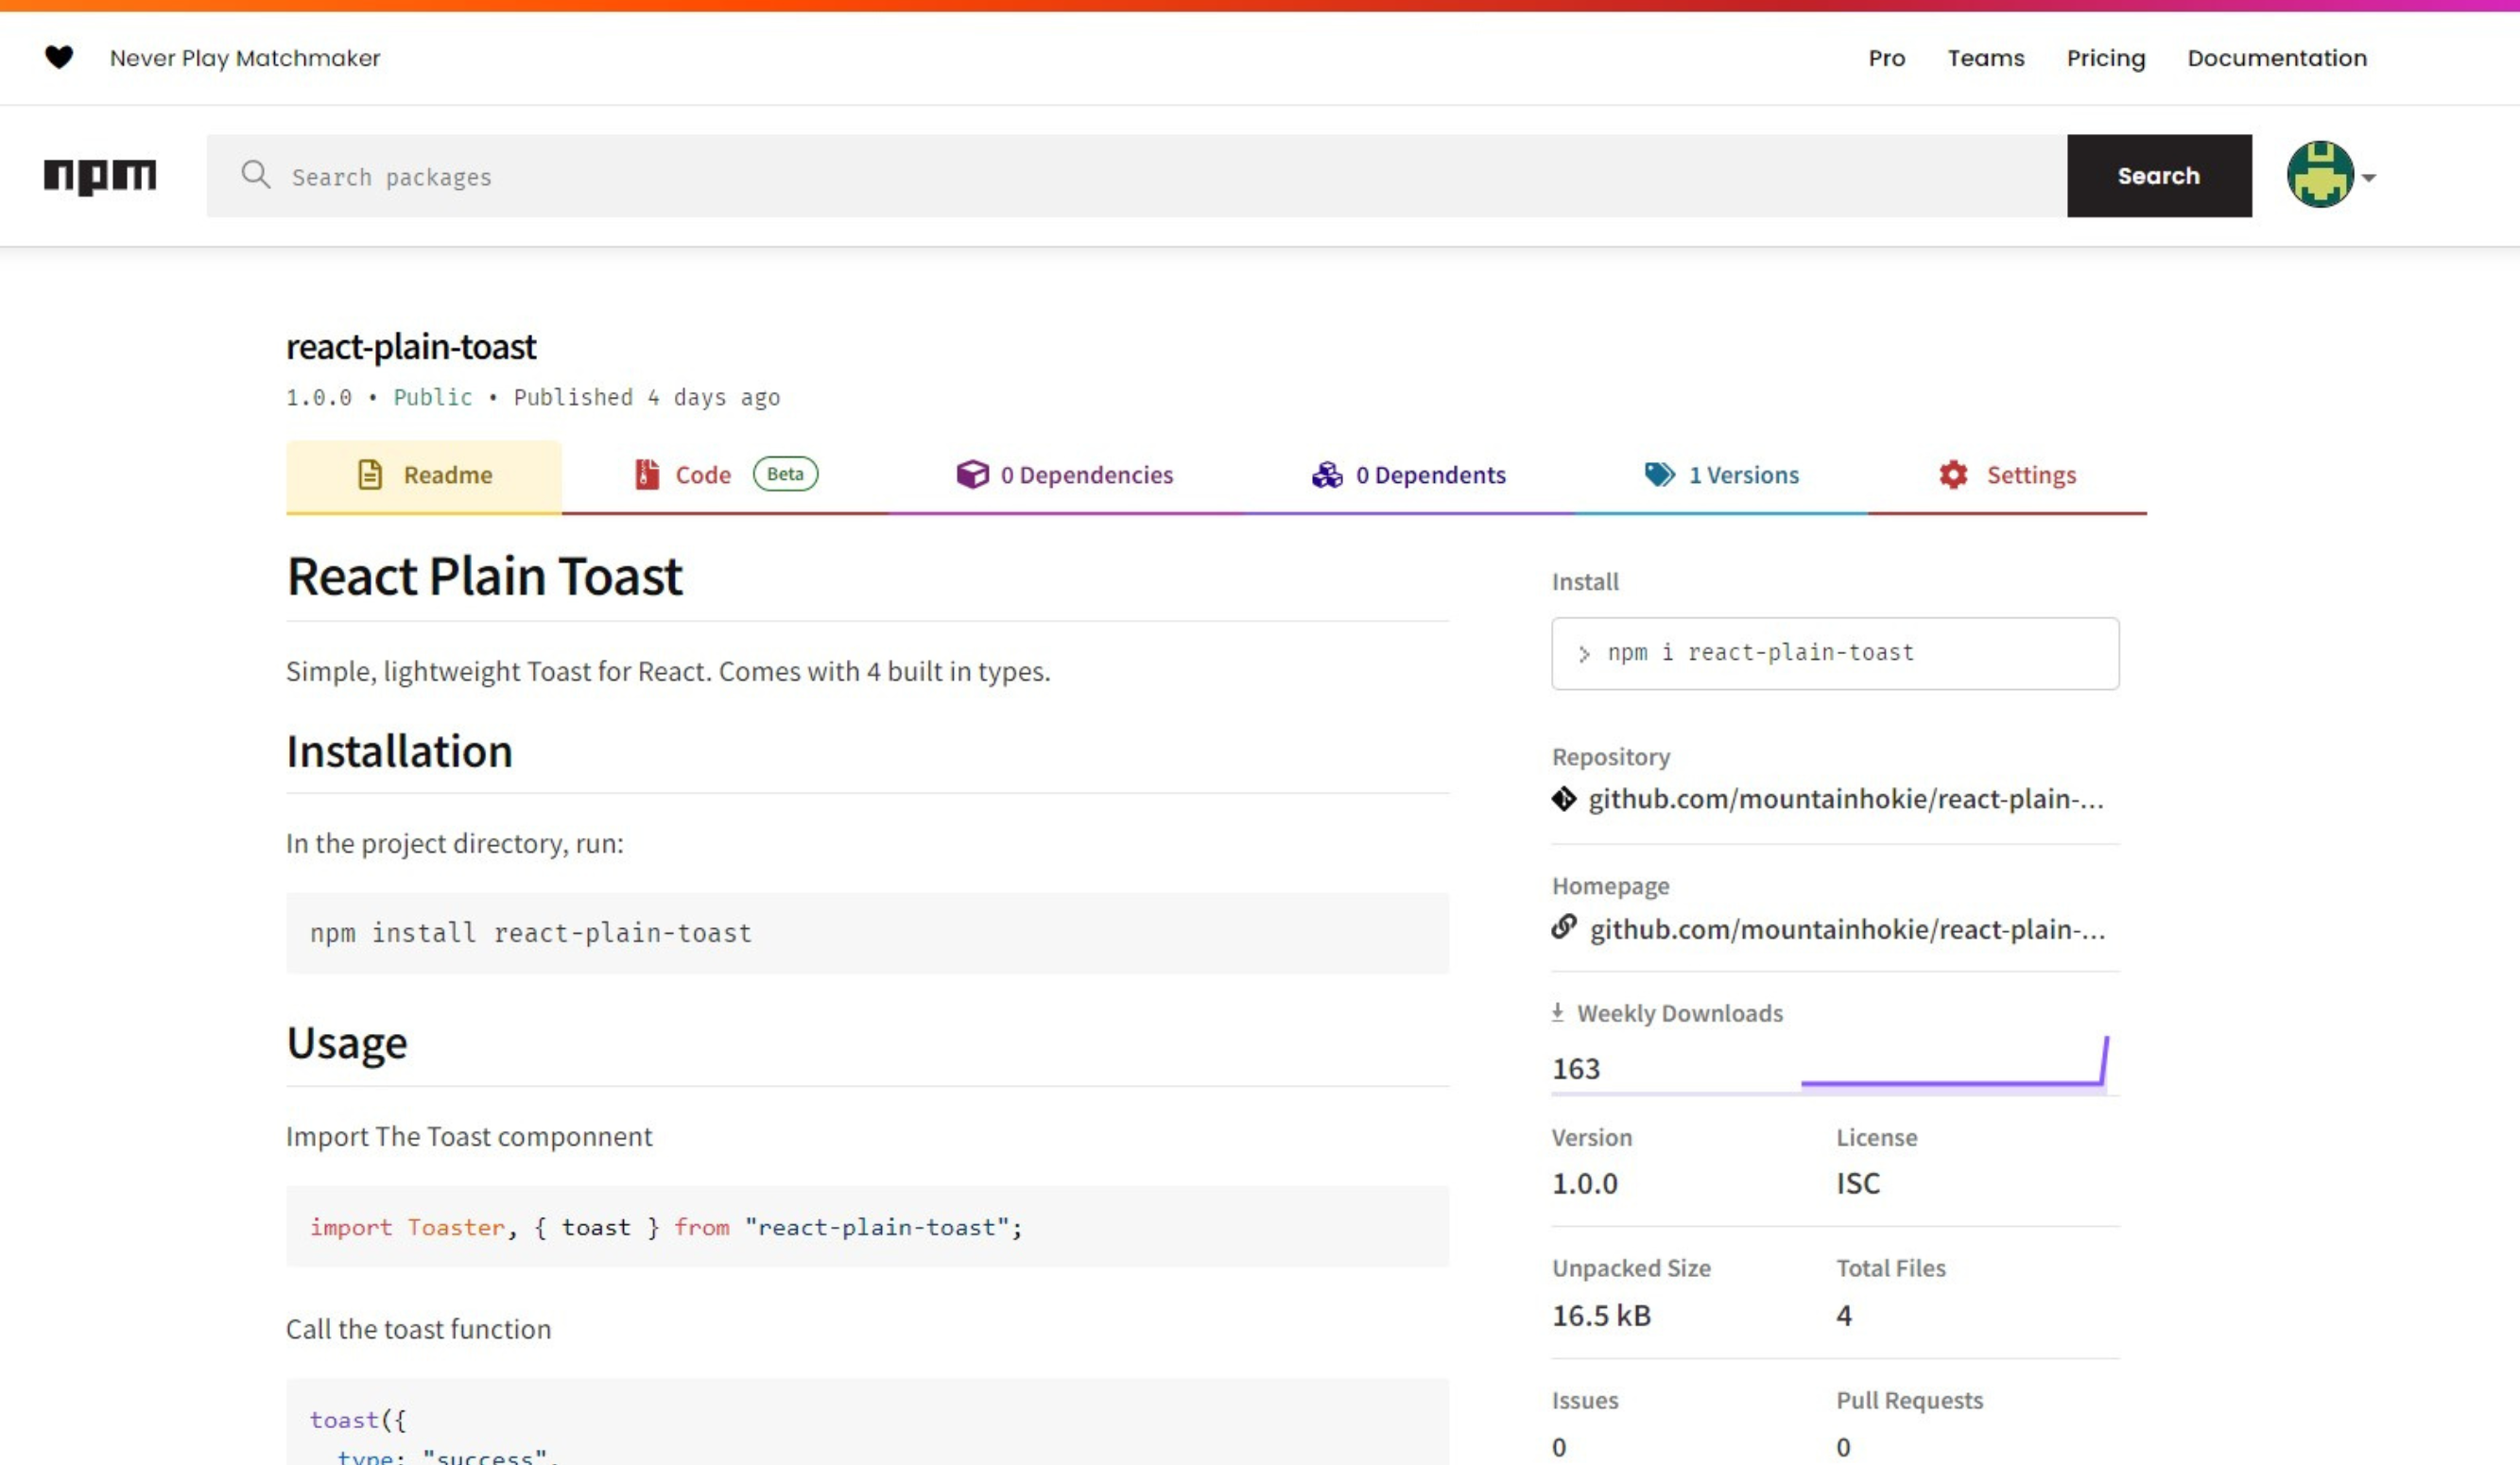 Never Play Matchmaker
Pro Teams Pricing Documentation
npm
Search packages
Search
react-plain-toast
1.0.0 • Public • Published 4 days ago
Readme
Code Beta
0 Dependencies
0 Dependents
1 Versions
Settings
React Plain Toast
Simple, lightweight Toast for React. Comes with 4 built in types.
Installation
In the project directory, run:
npm install react-plain-toast
Usage
Import The Toast componnent
import Toaster, { toast } from "react-plain-toast";
Call the toast function
toast({
type: "success",
Install
> npm i react-plain-toast
Repository
github.com/mountainhokie/react-plain-...
Homepage
github.com/mountainhokie/react-plain-...
Weekly Downloads
163
Version License
1.0.0 ISC
Unpacked Size Total Files
16.5 kB 4
Issues Pull Requests
0 0